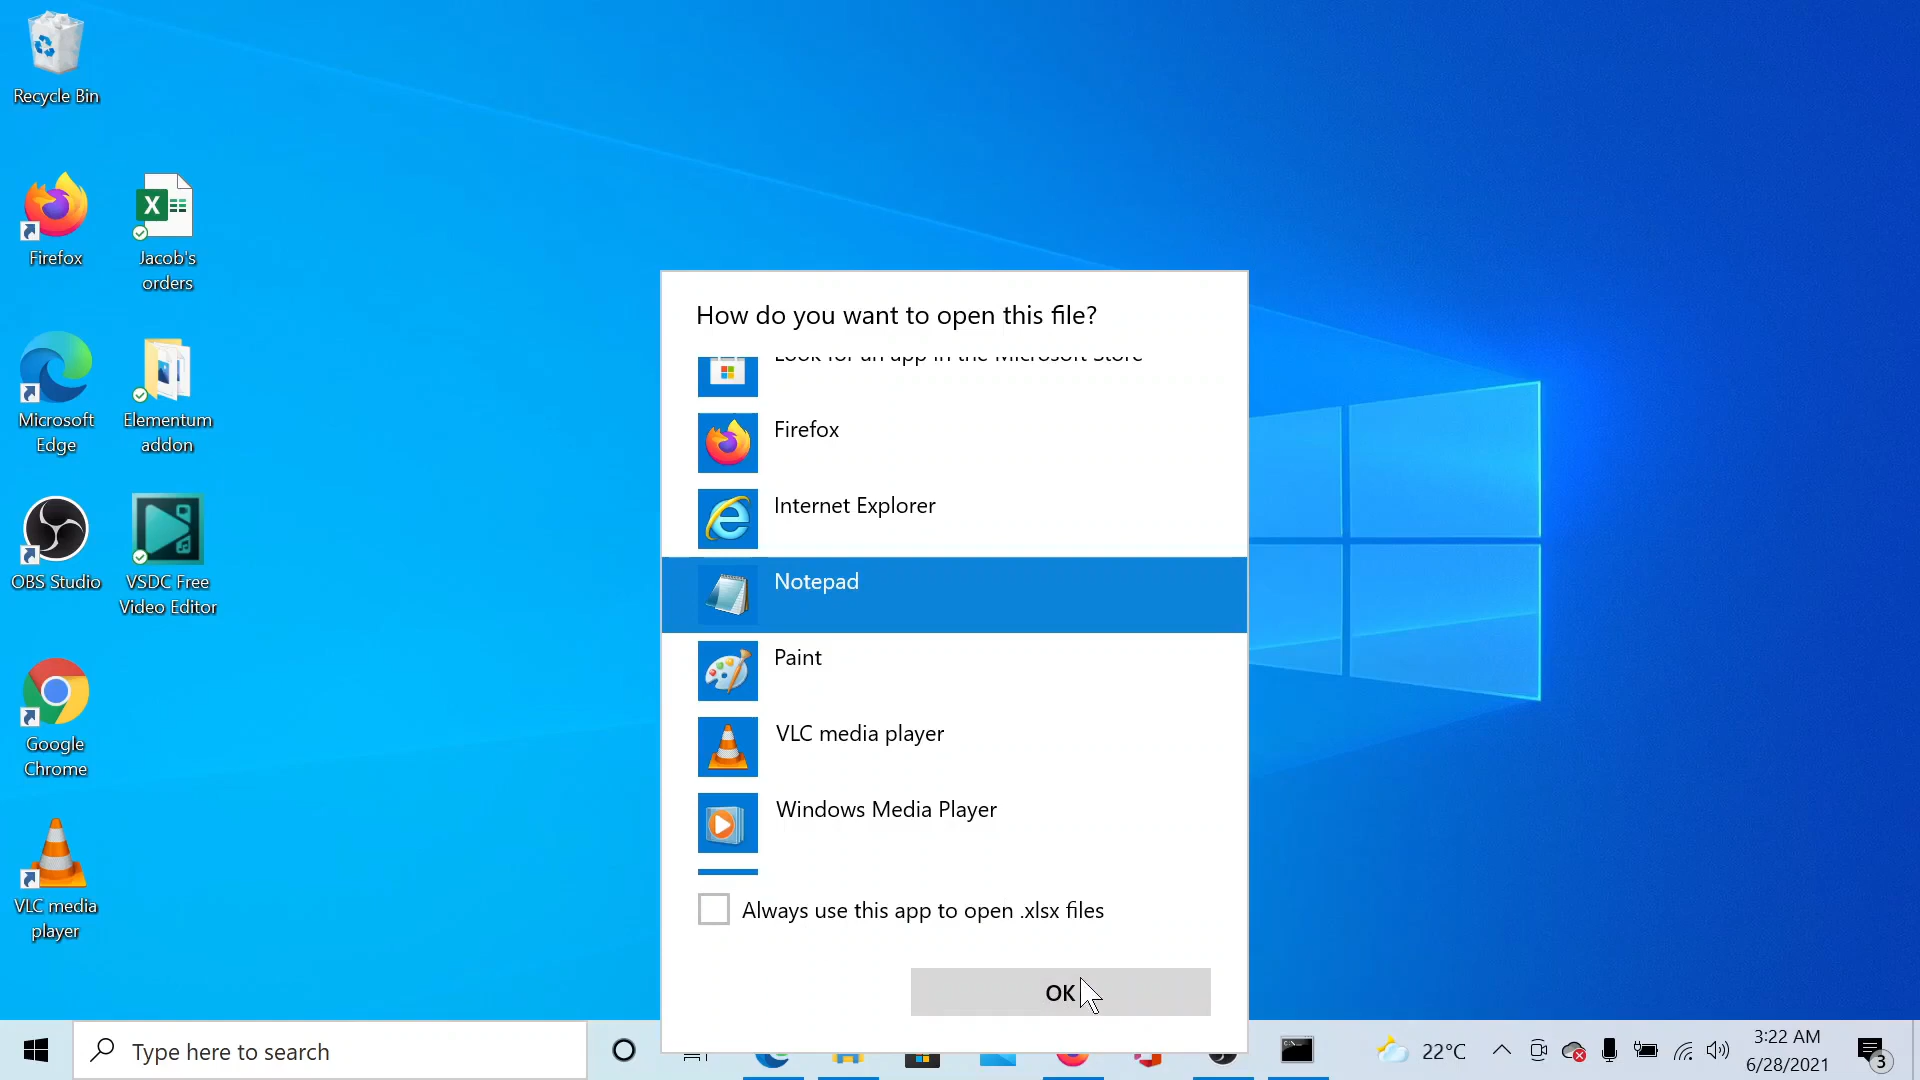 Recycle Bin
Firefox
Jacob's
orders
Microsoft
Edge
Elementum
addon
OBS Studio
VSDC Free
Video Editor
Google
Chrome
VLC media
player
How do you want to open this file?
Look for an app in the Microsoft Store
Firefox
Internet Explorer
Notepad
Paint
VLC media player
Windows Media Player
Always use this app to open .xlsx files
OK
Type here to search
22°C
3:22 AM
6/28/2021
3